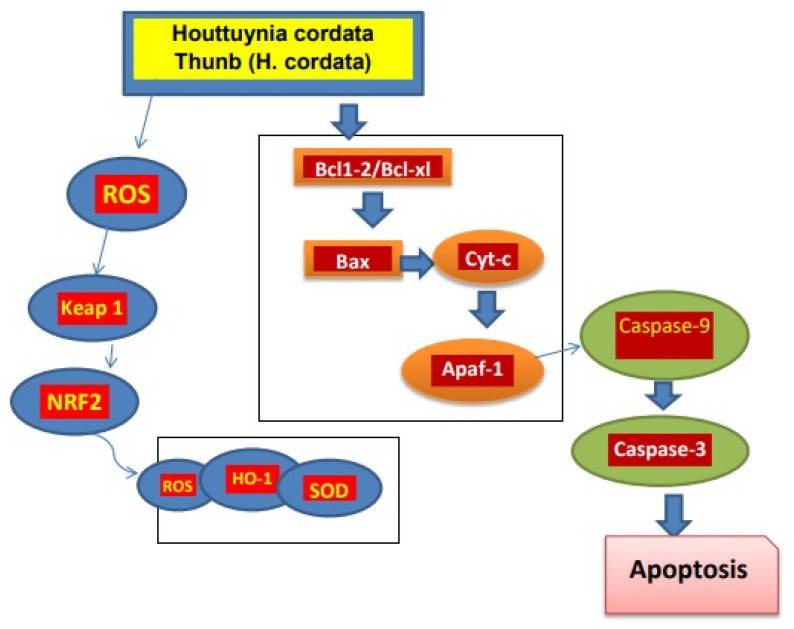 Houttuynia cordata
Thunb (H. cordata)
ROS
Keap 1
NRF2
ROS
HO-1
SOD
Bcl1-2/Bcl-xl
Bax
Cyt-c
Apaf-1
Caspase-9
Caspase-3
Apoptosis